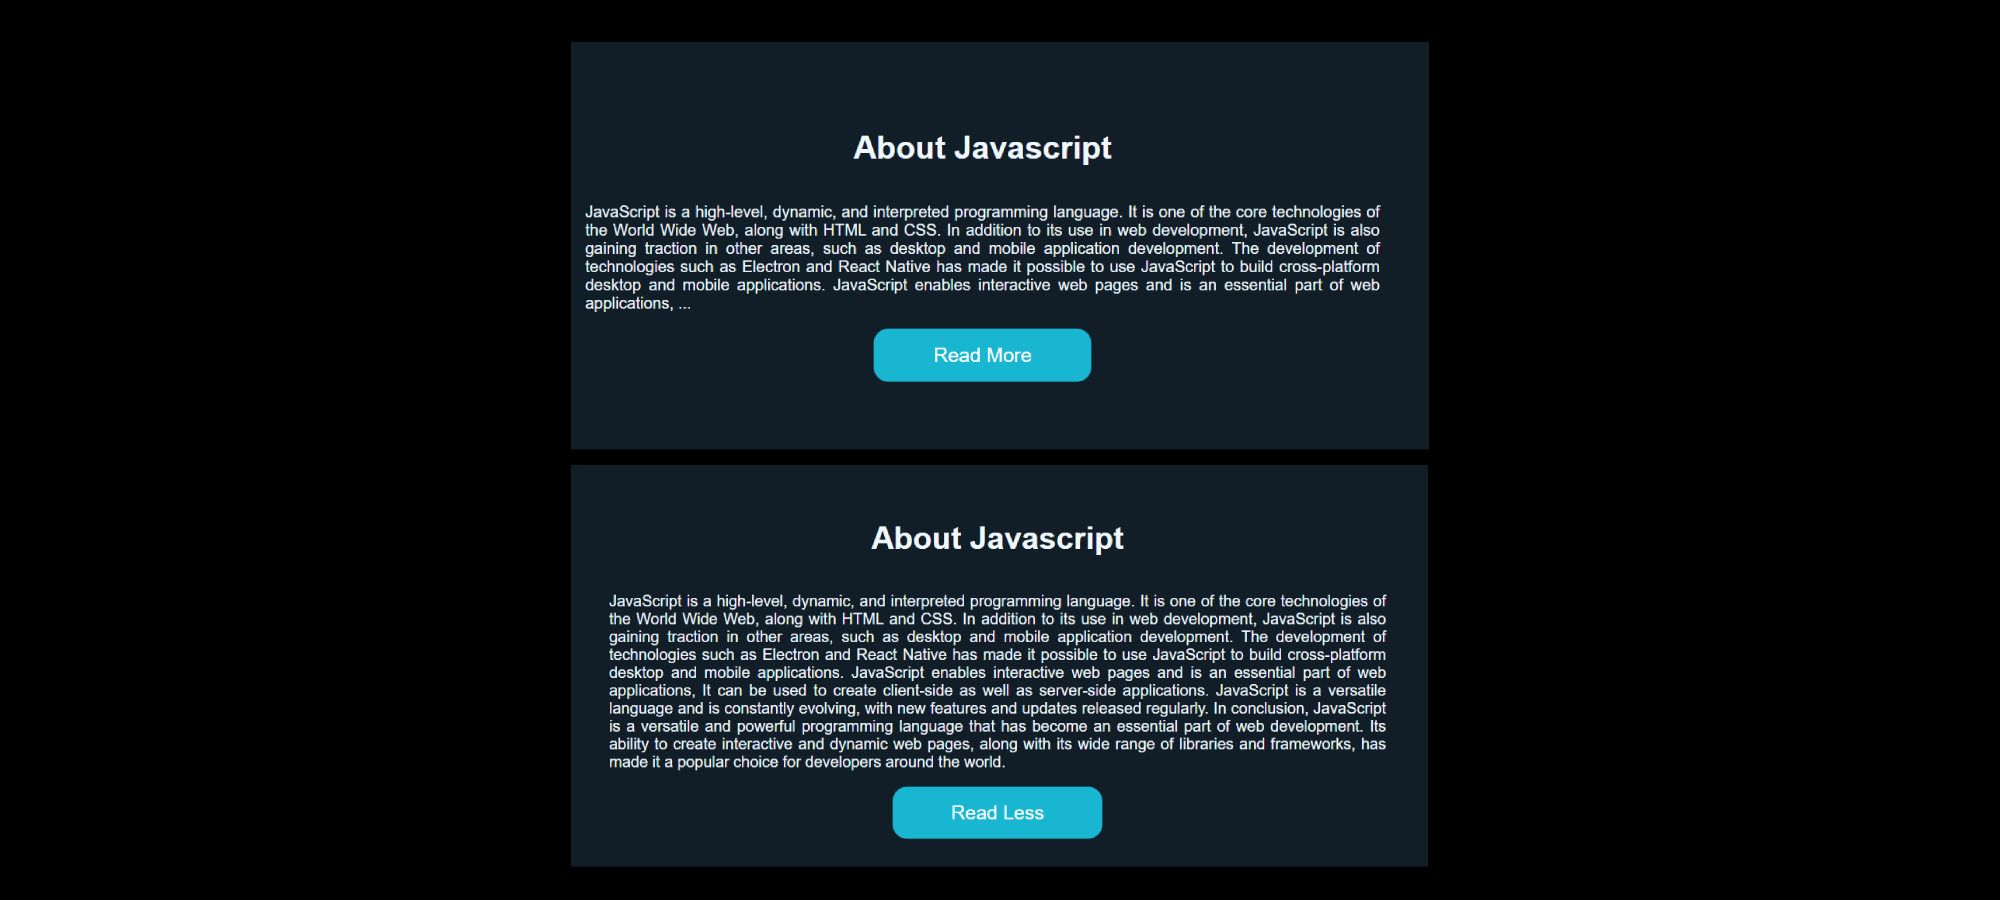 About Javascript
JavaScript is a high-level, dynamic, and interpreted programming language. It is one of the core technologies of
the World Wide Web, along with HTML and CSS. In addition to its use in web development, JavaScript is also
gaining traction in other areas, such as desktop and mobile application development. The development of
technologies such as Electron and React Native has made it possible to use JavaScript to build cross-platform
desktop and mobile applications. JavaScript enables interactive web pages and is an essential part of web
applications, ...
Read More
About Javascript
JavaScript is a high-level, dynamic, and interpreted programming language. It is one of the core technologies of
the World Wide Web, along with HTML and CSS. In addition to its use in web development, JavaScript is also
gaining traction in other areas, such as desktop and mobile application development. The development of
technologies such as Electron and React Native has made it possible to use JavaScript to build cross-platform
desktop and mobile applications. JavaScript enables interactive web pages and is an essential part of web
applications, It can be used to create client-side as well as server-side applications. JavaScript is a versatile
language and is constantly evolving, with new features and updates released regularly. In conclusion, JavaScript
is a versatile and powerful programming language that has become an essential part of web development. Its
ability to create interactive and dynamic web pages, along with its wide range of libraries and frameworks, has
made it a popular choice for developers around the world.
Read Less